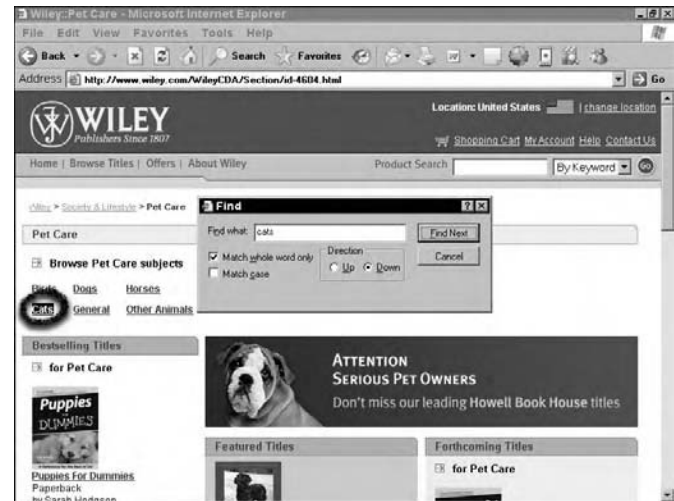 Wiley::Pet Care - Microsoft Internet Explorer
File Edit View Favorites Tools Help
Back Search Favorites
Address http://www.wiley.com/WileyCDA/Section/id-4604.html Go
Location: United States | change location
WILEY
Publishers Since 1807
Shopping Cart My Account Help Contact Us
Home | Browse Titles | Offers | About Wiley Product Search By Keyword GO
Wiley > Society & Lifestyle > Pet Care
Find
Find what: cats Find Next
Pet Care
Match whole word only Direction Cancel
Match case Up Down
Browse Pet Care subjects
Birds Dogs Horses
Cats General Other Animals
Bestselling Titles
for Pet Care
ATTENTION
SERIOUS PET OWNERS
Don't miss our leading Howell Book House titles
Puppies
FOR
DUMMIES
Featured Titles
Forthcoming Titles
for Pet Care
Puppies For Dummies
Paperback
by Sarah Hodgson